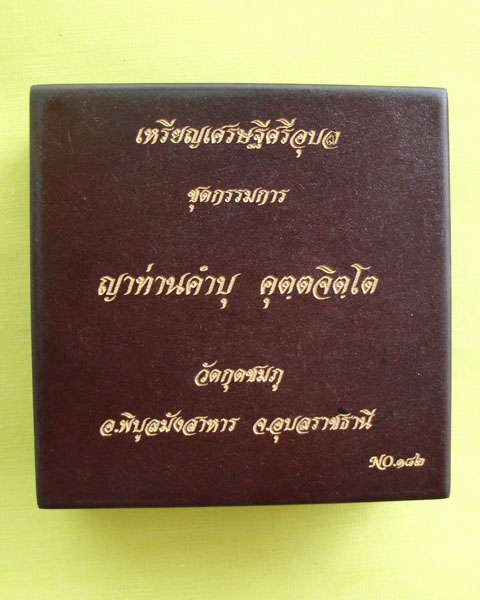 เหรียญเศรษฐีศรีอุบล
ชุดกรรมการ
ญาท่านคำบุ คุตฺตจิตฺโต
วัดกุดชมภู
อ.พิบูลมังสาหาร จ.อุบลราชธานี
NO.๑๘๒